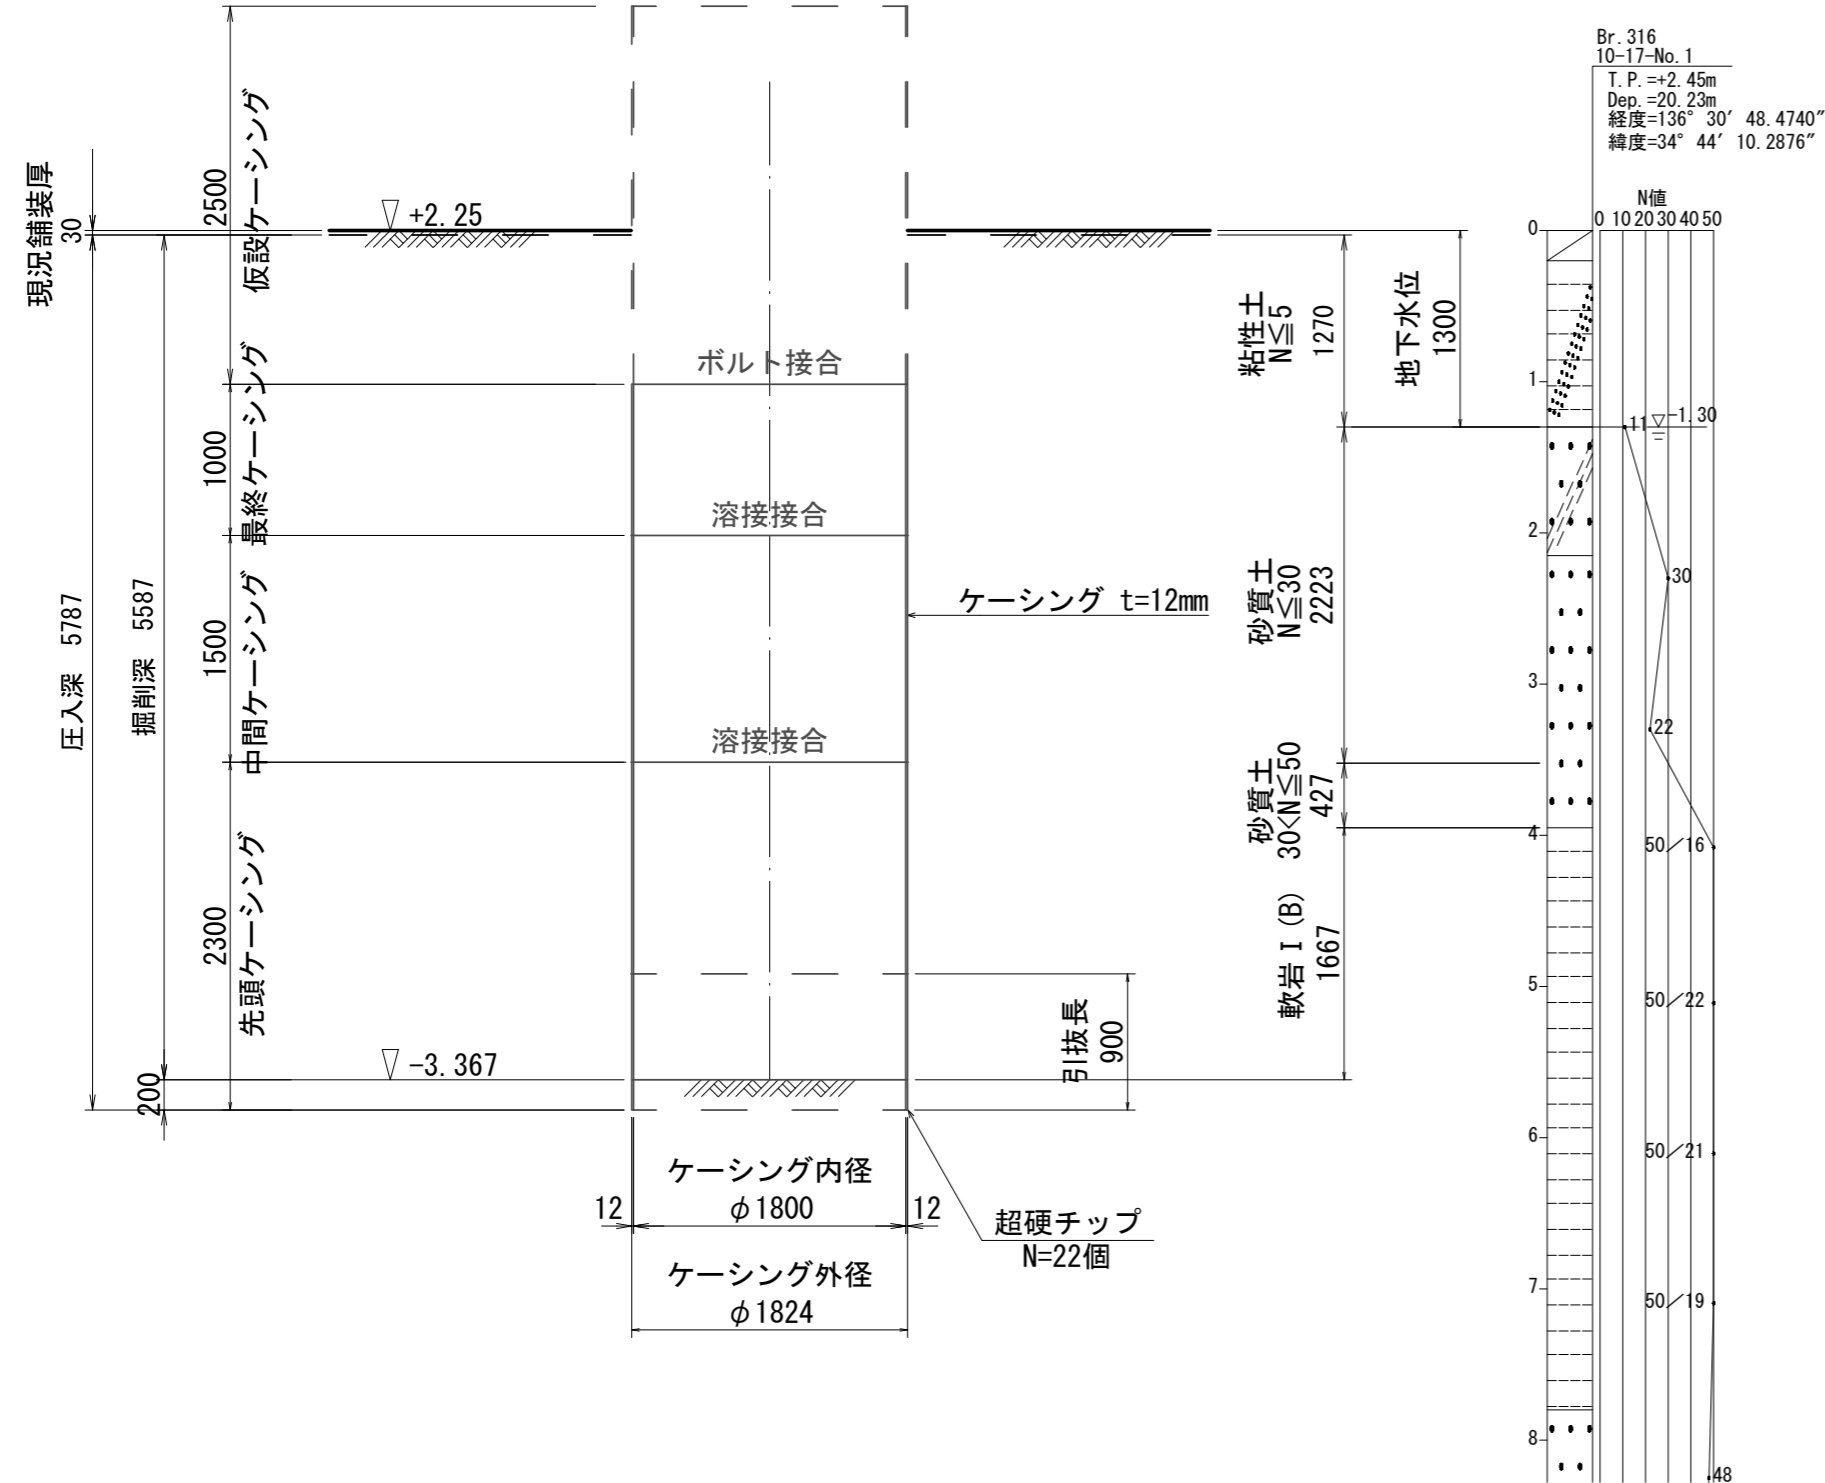 Br.316
10-17-No.1
T.P.=+2.45m
Dep.=20.23m
経度=136°30′48.4740″
緯度=34°44′10.2876″
N値
0 10 20 30 40 50
現況舗装厚
30
圧入深 5787
掘削深 5587
200
2500
仮設ケーシング
1000
最終ケーシング
1500
中間ケーシング
2300
先頭ケーシング
+2.25
-3.367
ボルト接合
溶接接合
溶接接合
ケーシング t=12mm
引抜長
900
ケーシング内径
φ1800
12
12
ケーシング外径
φ1824
超硬チップ
N=22個
粘性土
N≦5
1270
地下水位
1300
砂質土
N≦30
2223
砂質土
30<N≦50
427
軟岩Ⅰ(B)
1667
0
1
2
3
4
5
6
7
8
11
-1.30
30
22
50/16
50/22
50/21
50/19
48